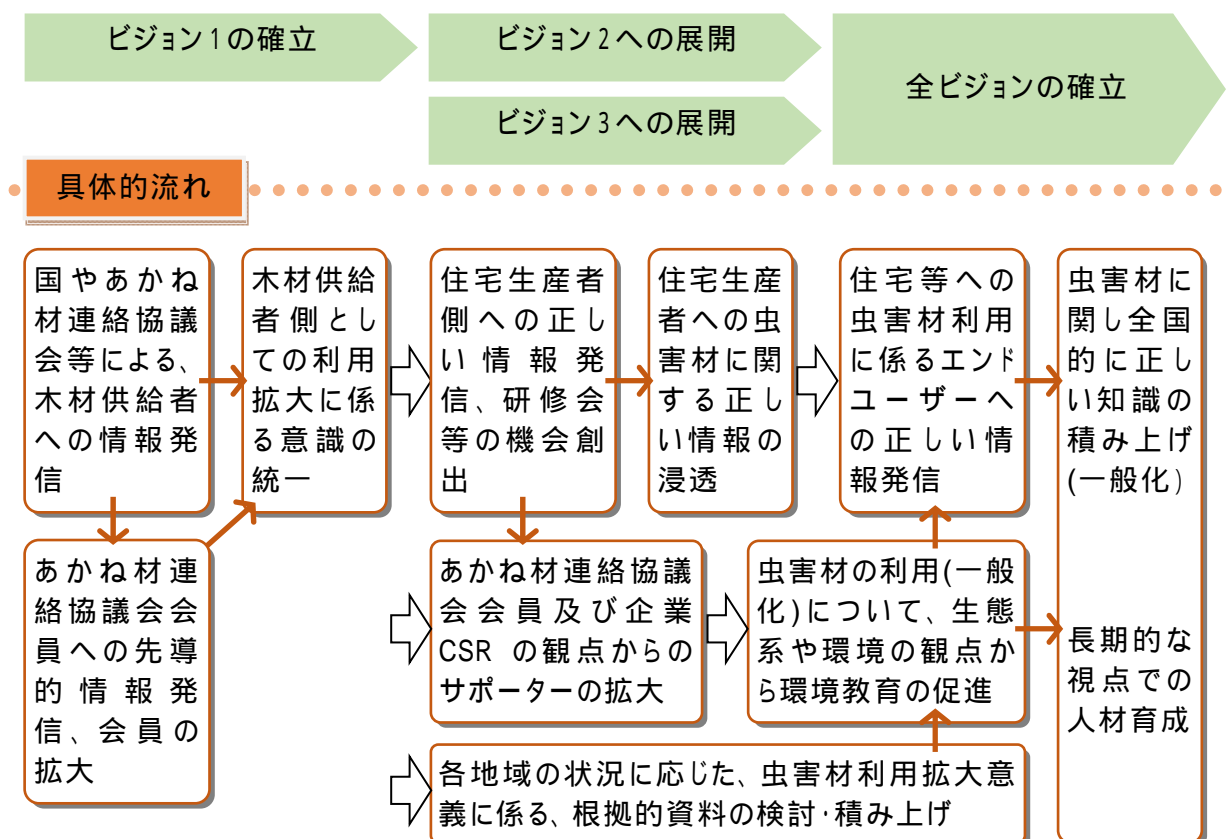 ビジョン1の確立
ビジョン2への展開
ビジョン3への展開
全ビジョンの確立
具体的流れ
国やあかね
材連絡協議
会等による、
木材供給者
への情報発
信
木材供給
者側とし
ての利用
拡大に係
る意識の
統一
住宅生産者
側への正し
い情報発
信、研修会
等の機会創
出
住宅生産
者への虫
害材に関
する正し
い情報の
浸透
住宅等への
虫害材利用
に係るエンド
ユーザーへ
の正しい情
報発信
虫害材に
関し全国
的に正し
い知識の
積み上げ
(一般化)
長期的な
視点での
人材育成
あかね材連
絡協議会会
員への先導
的情報発
信、会員の
拡大
あかね材連絡協議
会会員及び企業
CSR の観点からの
サポーターの拡大
虫害材の利用(一般
化)について、生態
系や環境の観点か
ら環境教育の促進
各地域の状況に応じた、虫害材利用拡大意
義に係る、根拠的資料の検討・積み上げ